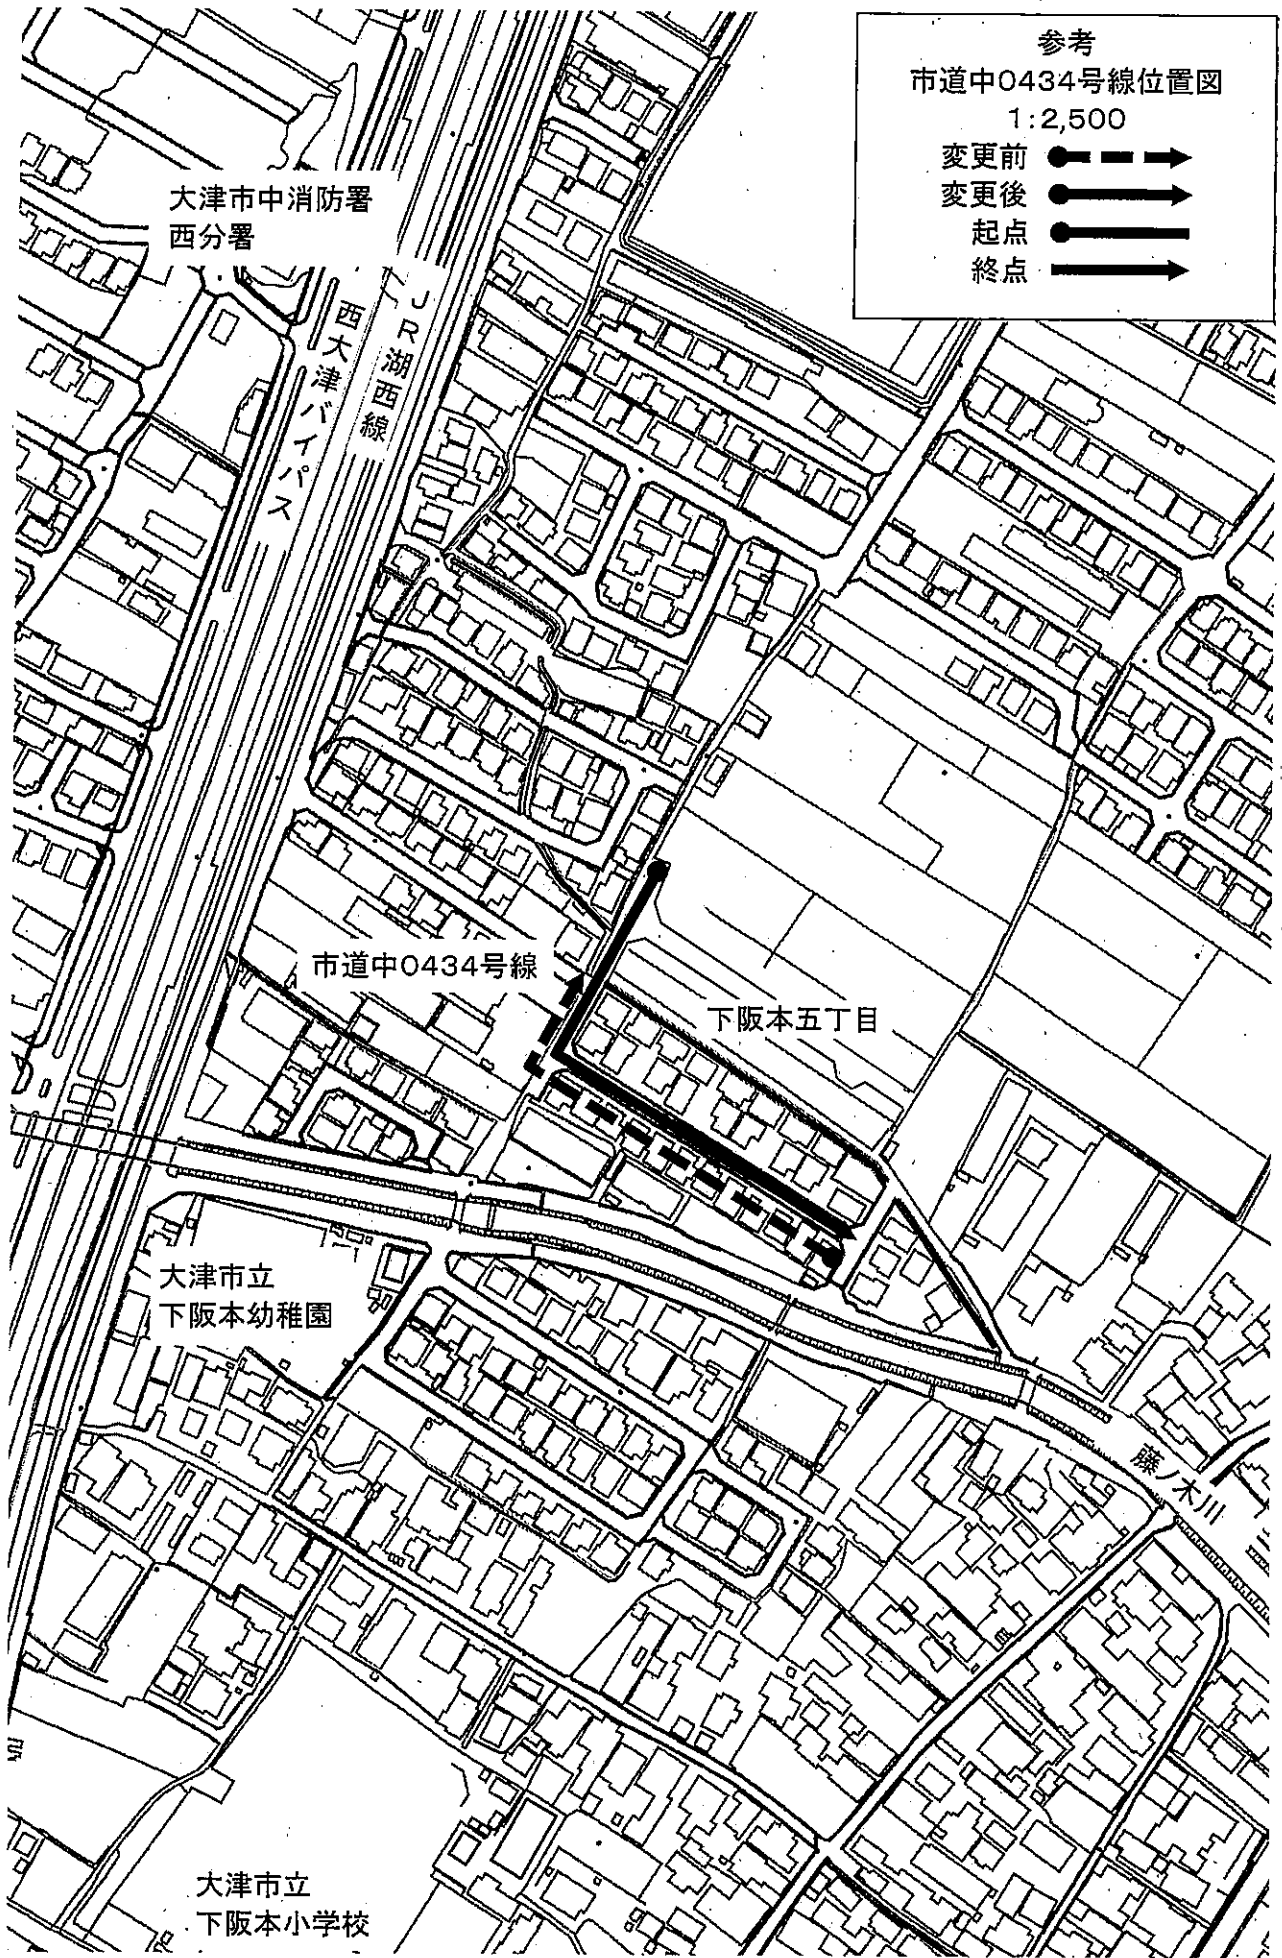 参考
市道中0434号線位置図
1:2,500
変更前
変更後
起点
終点
大津市中消防署
西分署
JR湖西線
西大津バイパス
市道中0434号線
下阪本五丁目
大津市立
下阪本幼稚園
藤ノ木川
大津市立
下阪本小学校